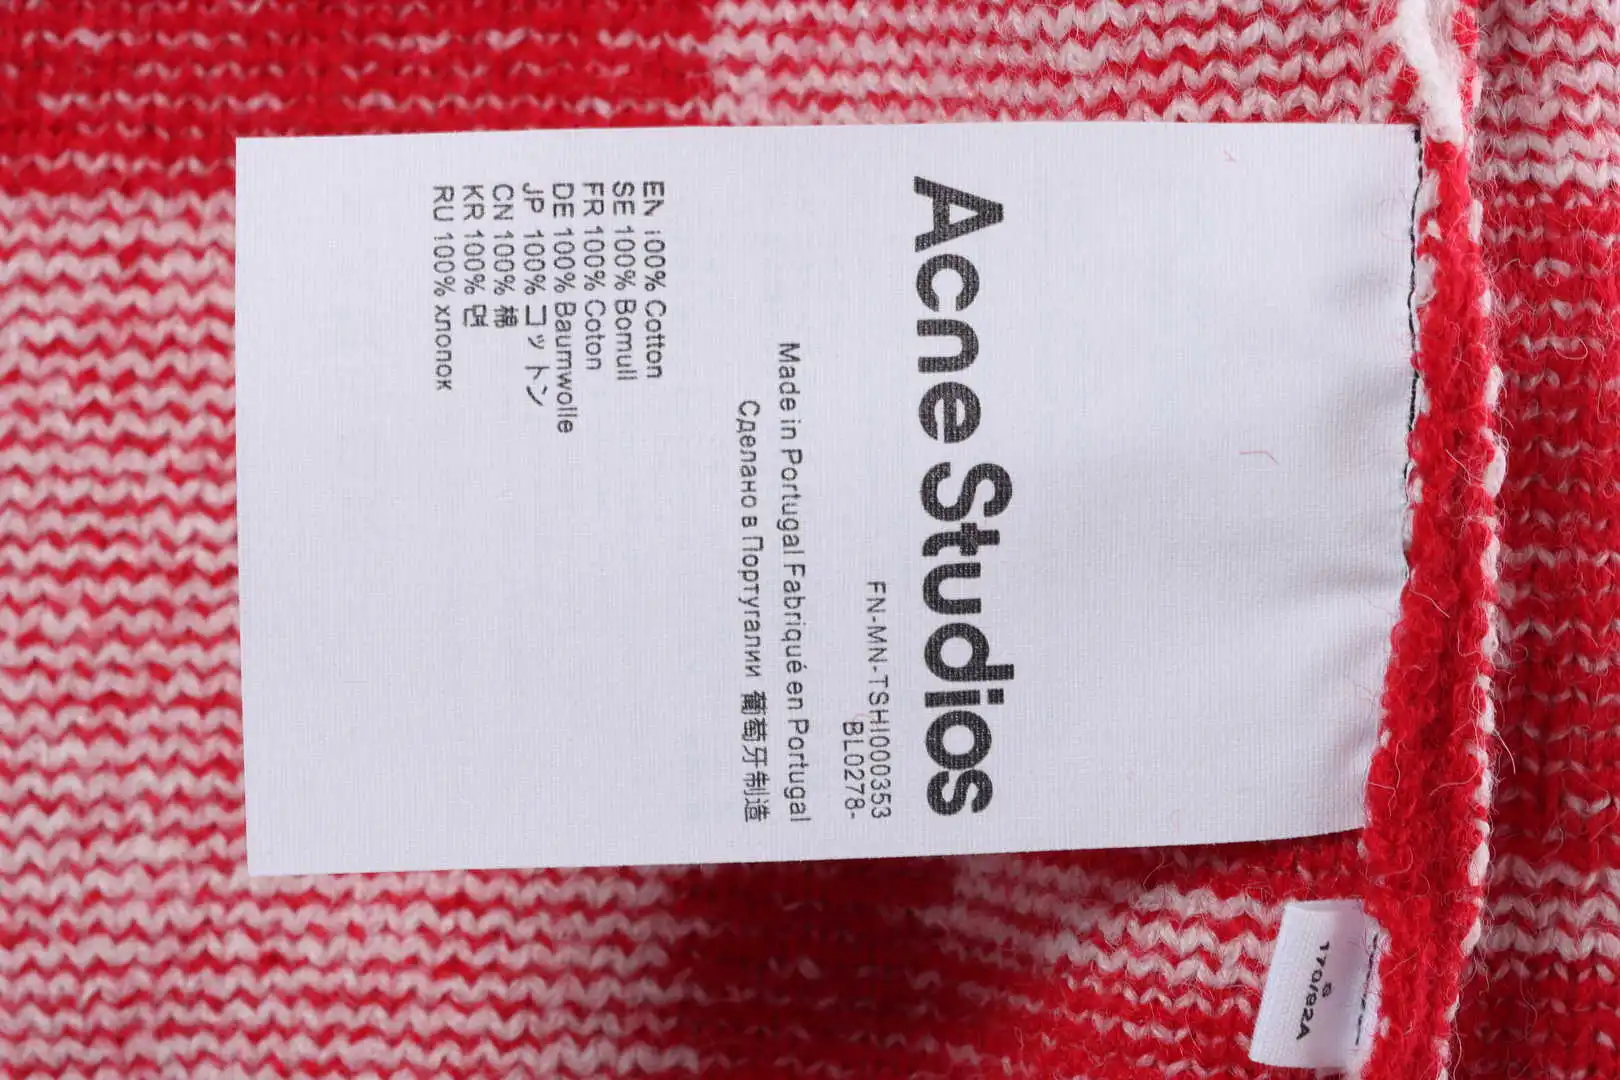 Acne Studios
FN-MN-TSHI000353
BL0278-
Made in Portugal Fabriqué en Portugal
Сделано в Португалии 葡萄牙制造
EN 100% Cotton
SE 100% Bomull
FR 100% Coton
DE 100% Baumwolle
JP 100% コットン
CN 100% 棉
KR 100% 면
RU 100% хлопок
S
170/92A